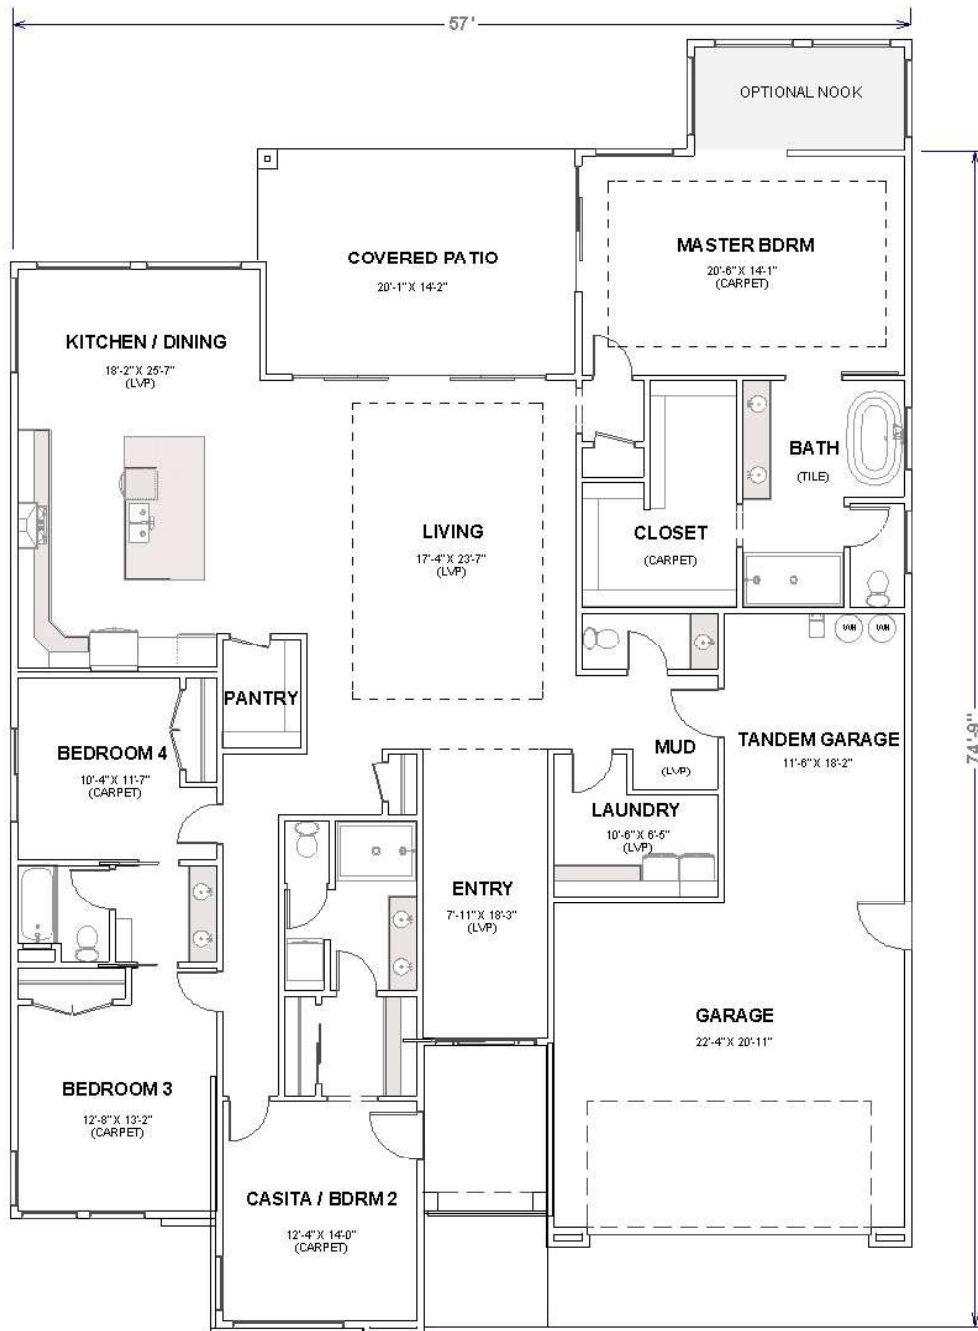 57'
OPTIONAL NOOK
MASTER BDRM
20'-6" X 14'-1"
(CARPET)
COVERED PATIO
20'-1" X 14'-2"
KITCHEN / DINING
18'-2" X 25'-7"
(LVP)
BATH
(TILE)
LIVING
17'-4" X 23'-7"
(LVP)
CLOSET
(CARPET)
WH
WH
PANTRY
BEDROOM 4
10'-4" X 11'-7"
(CARPET)
MUD
(LVP)
TANDEM GARAGE
11'-6" X 18'-2"
74'-9"
LAUNDRY
10'-6" X 6'-5"
(LVP)
ENTRY
7'-11" X 18'-3"
(LVP)
GARAGE
22'-4" X 20'-11"
BEDROOM 3
12'-8" X 13'-2"
(CARPET)
CASITA / BDRM 2
12'-4" X 14'-0"
(CARPET)